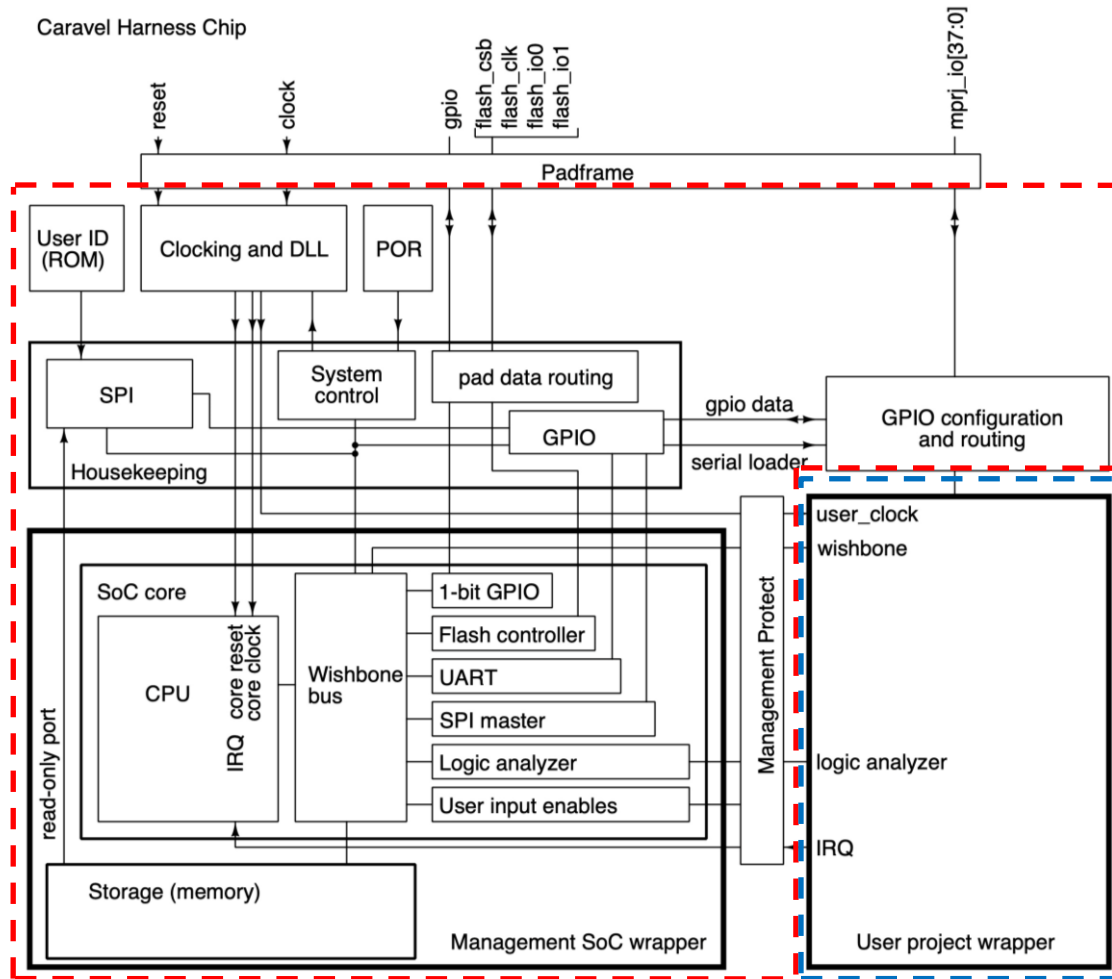 Caravel Harness Chip
reset
clock
gpio
flash_csb
flash_clk
flash_io0
flash_io1
mprj_io[37:0]
Padframe
User ID
(ROM)
Clocking and DLL
POR
SPI
System
control
pad data routing
GPIO
gpio data
serial loader
GPIO configuration
and routing
Housekeeping
user_clock
wishbone
SoC core
CPU
IRQ
core reset
core clock
Wishbone
bus
1-bit GPIO
Flash controller
UART
SPI master
Logic analyzer
User input enables
Management Protect
logic analyzer
IRQ
read-only port
Storage (memory)
Management SoC wrapper
User project wrapper